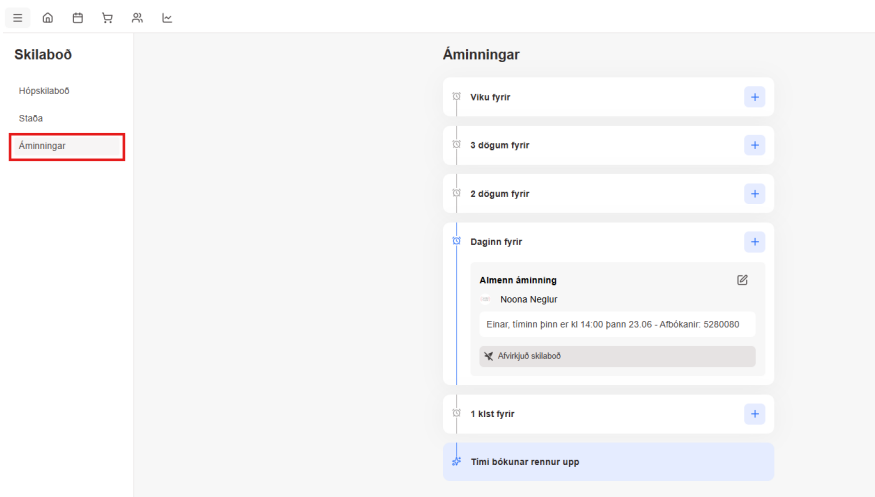 Skilaboð
Hópskilaboð
Staða
Áminningar
Áminningar
Viku fyrir
3 dögum fyrir
2 dögum fyrir
Daginn fyrir
Almenn áminning
Noona Neglur
Einar, tíminn þinn er kl 14:00 þann 23.06 - Afbókanir: 5280080
Afvirkjuð skilaboð
1 klst fyrir
Tími bókunar rennur upp